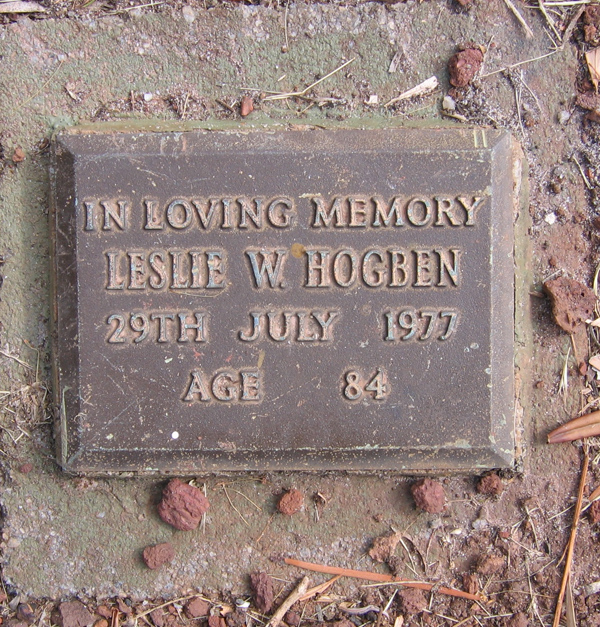 IN LOVING MEMORY
LESLIE W. HOGBEN
29TH JULY 1977
AGE 84